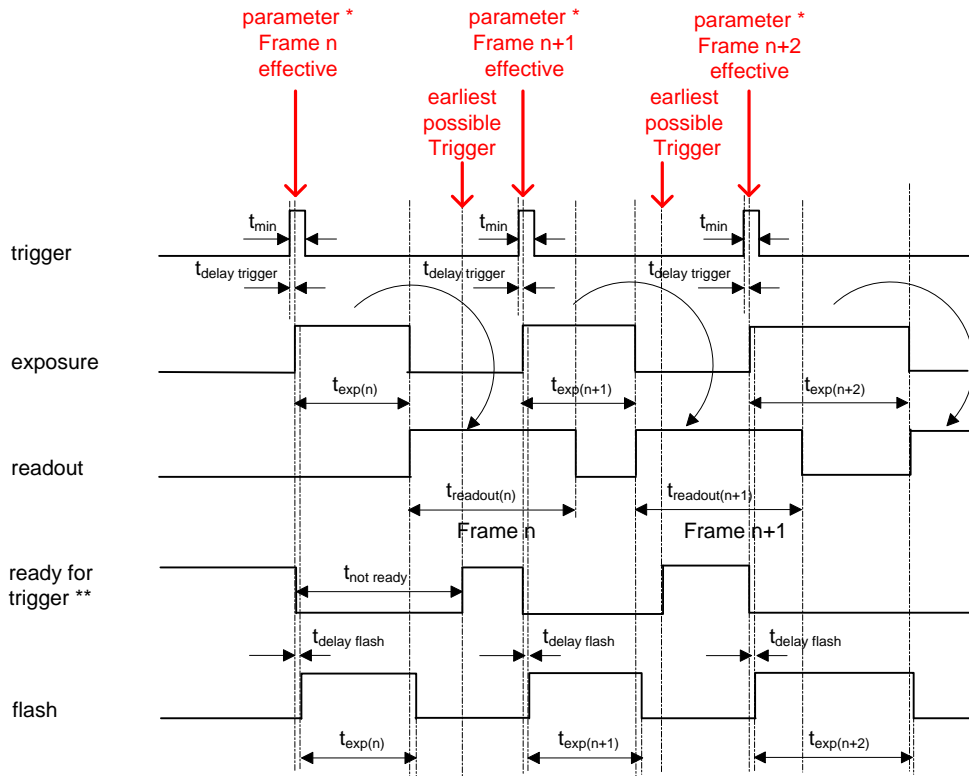 parameter *
Frame n
effective
parameter *
Frame n+1
effective
parameter *
Frame n+2
effective
earliest
possible
Trigger
earliest
possible
Trigger
trigger
tmin
tmin
tmin
tdelay trigger
tdelay trigger
tdelay trigger
exposure
texp(n)
texp(n+1)
texp(n+2)
readout
treadout(n)
treadout(n+1)
Frame n
Frame n+1
ready for
trigger **
tnot ready
tdelay flash
tdelay flash
tdelay flash
flash
texp(n)
texp(n+1)
texp(n+2)